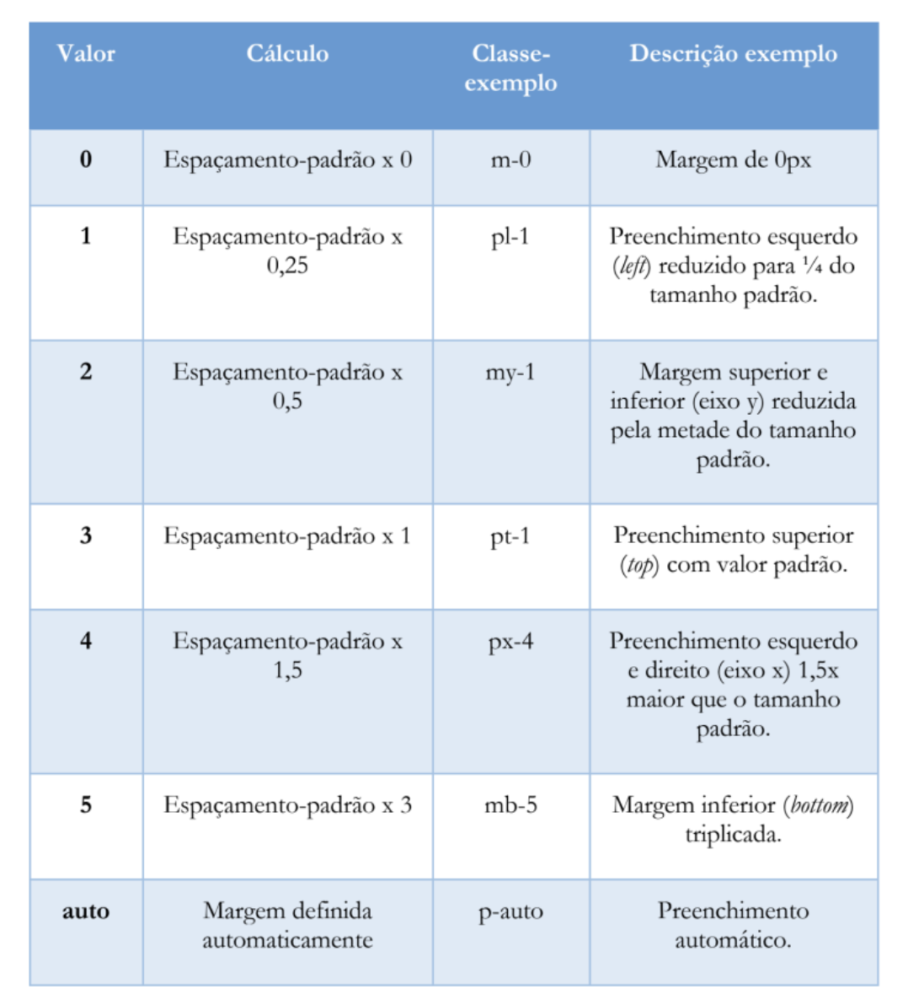 Valor Cálculo Classe- Descrição exemplo
exemplo
0 Espaçamento-padrão x 0 m-0 Margem de 0px
1 Espaçamento-padrão x pl-1 Preenchimento esquerdo
0,25 (left) reduzido para ¼ do
tamanho padrão.
2 Espaçamento-padrão x my-1 Margem superior e
0,5 inferior (eixo y) reduzida
pela metade do tamanho
padrão.
3 Espaçamento-padrão x 1 pt-1 Preenchimento superior
(top) com valor padrão.
4 Espaçamento-padrão x px-4 Preenchimento esquerdo
1,5 e direito (eixo x) 1,5x
maior que o tamanho
padrão.
5 Espaçamento-padrão x 3 mb-5 Margem inferior (bottom)
triplicada.
auto Margem definida p-auto Preenchimento
automaticamente automático.